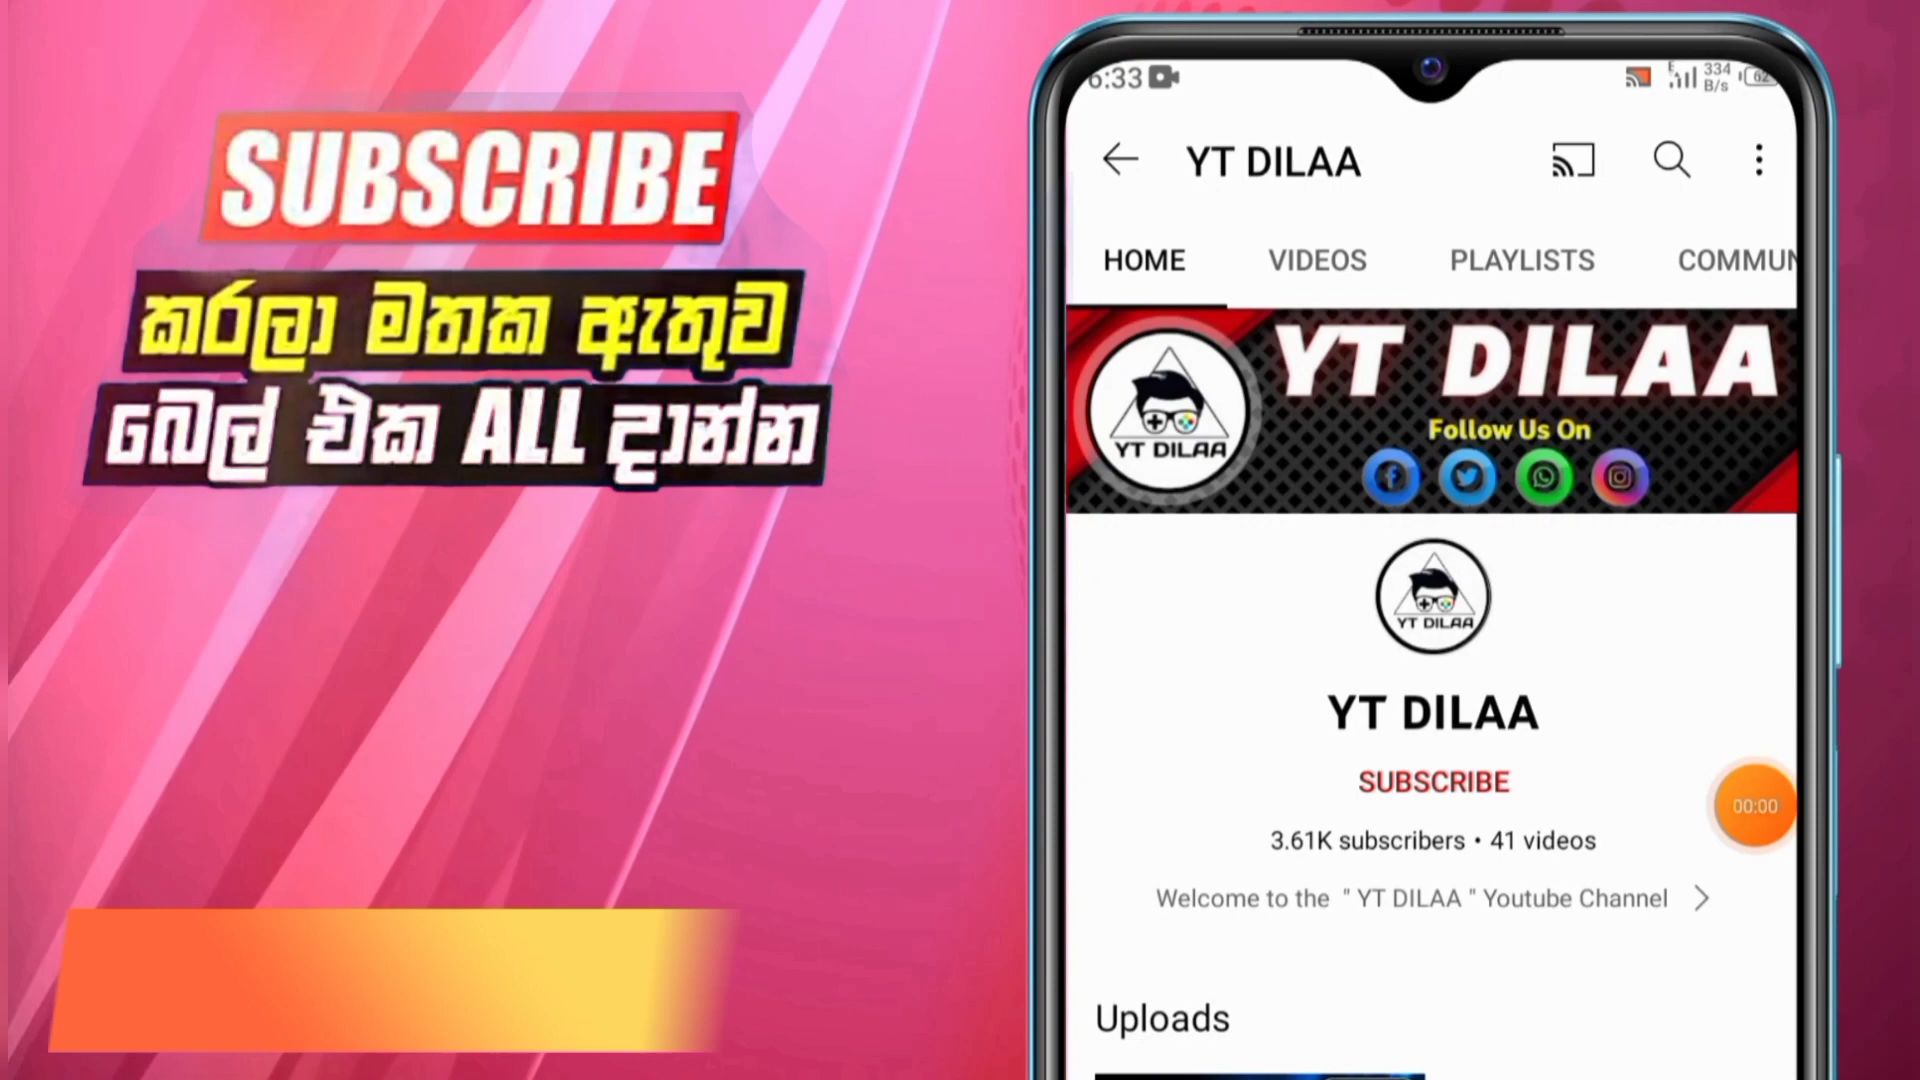 SUBSCRIBE
කරලා මතක ඇතුව
බෙල් එක ALL දාන්න
6:33
334
B/s
62
YT DILAA
HOME VIDEOS PLAYLISTS COMMUN
YT DILAA
YT DILAA
Follow Us On
YT DILAA
YT DILAA
SUBSCRIBE
00:00
3.61K subscribers • 41 videos
Welcome to the " YT DILAA " Youtube Channel
Uploads